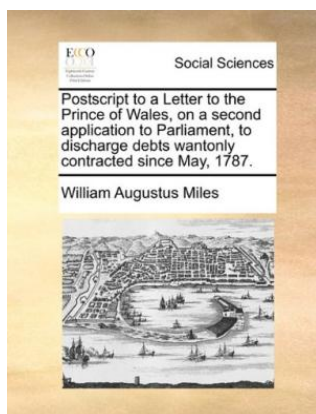 ECCO
Social Sciences
Postscript to a Letter to the
Prince of Wales, on a second
application to Parliament, to
discharge debts wantonly
contracted since May, 1787.
William Augustus Miles